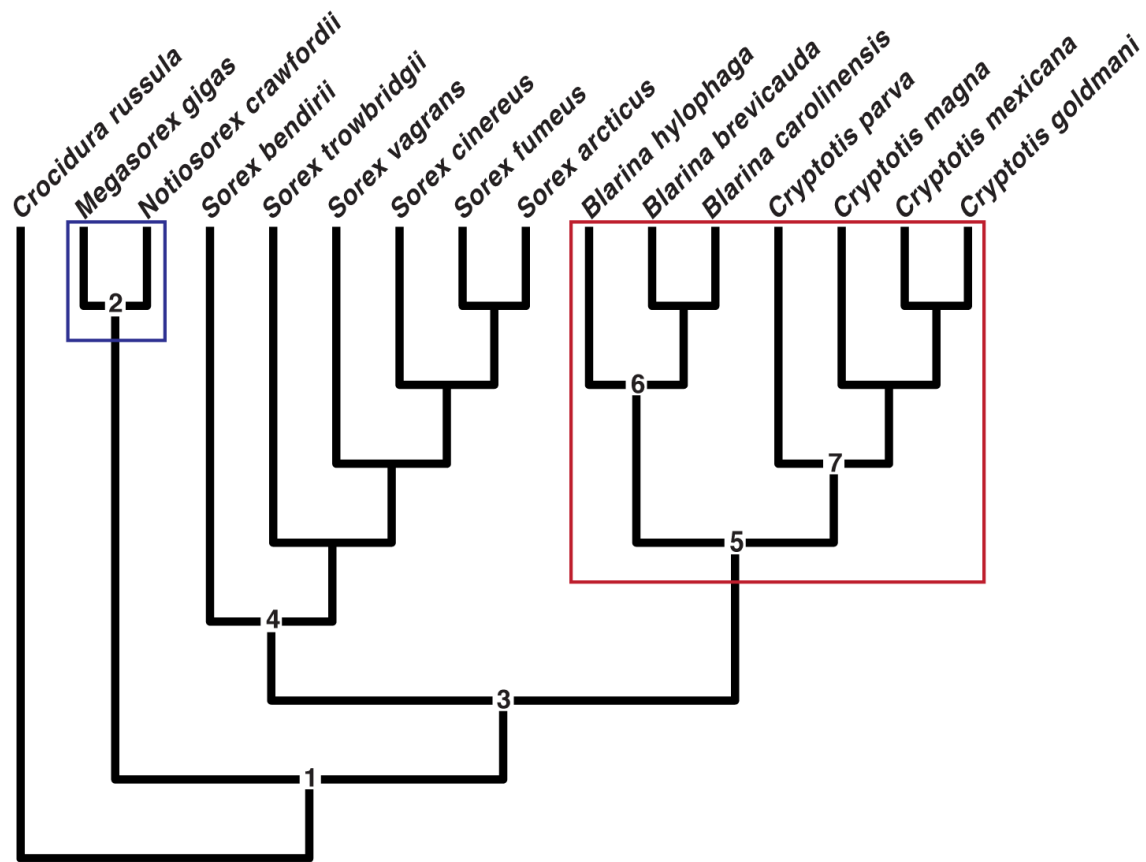 Crocidura russula
Megasorex gigas
Notiosorex crawfordii
Sorex bendirii
Sorex trowbridgii
Sorex vagrans
Sorex cinereus
Sorex fumeus
Sorex arcticus
Blarina hylophaga
Blarina brevicauda
Blarina carolinensis
Cryptotis parva
Cryptotis magna
Cryptotis mexicana
Cryptotis goldmani
2
6
7
5
4
3
1